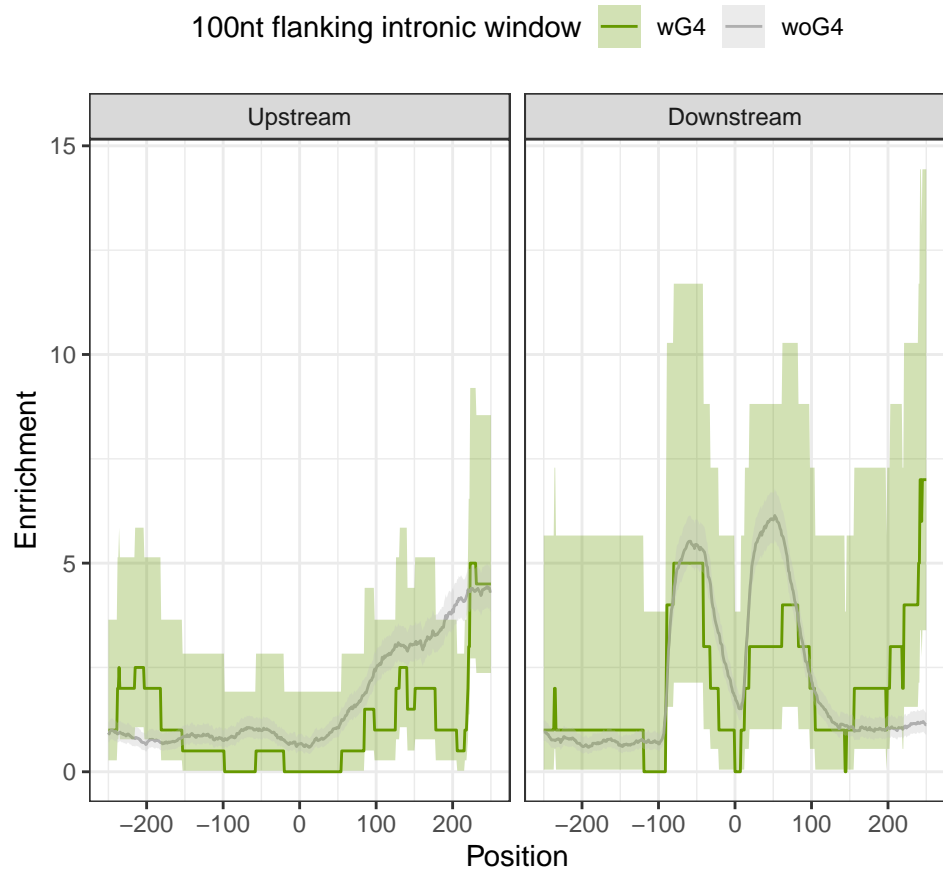 100nt flanking intronic window wG4 woG4
Upstream Downstream
15
10
5
0
Enrrichment
−200 −100 0 100 200 −200 −100 0 100 200
Position